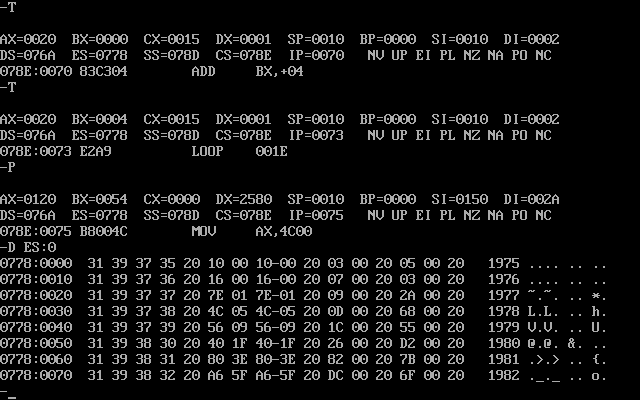 -T

AX=0020  BX=0000  CX=0015  DX=0001  SP=0010  BP=0000  SI=0010  DI=0002
DS=076A  ES=0778  SS=078D  CS=078E  IP=0070   NV UP EI PL NZ NA PO NC
078E:0070 83C304        ADD     BX,+04
-T

AX=0020  BX=0004  CX=0015  DX=0001  SP=0010  BP=0000  SI=0010  DI=0002
DS=076A  ES=0778  SS=078D  CS=078E  IP=0073   NV UP EI PL NZ NA PO NC
078E:0073 E2A9          LOOP    001E
-P

AX=0120  BX=0054  CX=0000  DX=2580  SP=0010  BP=0000  SI=0150  DI=002A
DS=076A  ES=0778  SS=078D  CS=078E  IP=0075   NV UP EI PL NZ NA PO NC
078E:0075 B8004C        MOV     AX,4C00
-D ES:0
0778:0000  31 39 37 35 20 10 00 10-00 20 03 00 20 05 00 20   1975 .... .. ..
0778:0010  31 39 37 36 20 16 00 16-00 20 07 00 20 03 00 20   1976 .... .. ..
0778:0020  31 39 37 37 20 7E 01 7E-01 20 09 00 20 2A 00 20   1977 ~.~. .. *.
0778:0030  31 39 37 38 20 4C 05 4C-05 20 0D 00 20 68 00 20   1978 L.L. .. h.
0778:0040  31 39 37 39 20 56 09 56-09 20 1C 00 20 55 00 20   1979 V.V. .. U.
0778:0050  31 39 38 30 20 40 1F 40-1F 20 26 00 20 D2 00 20   1980 @.@. &. ..
0778:0060  31 39 38 31 20 80 3E 80-3E 20 82 00 20 7B 00 20   1981 .>.> .. {.
0778:0070  31 39 38 32 20 A6 5F A6-5F 20 DC 00 20 6F 00 20   1982 ._._ .. o.
-_